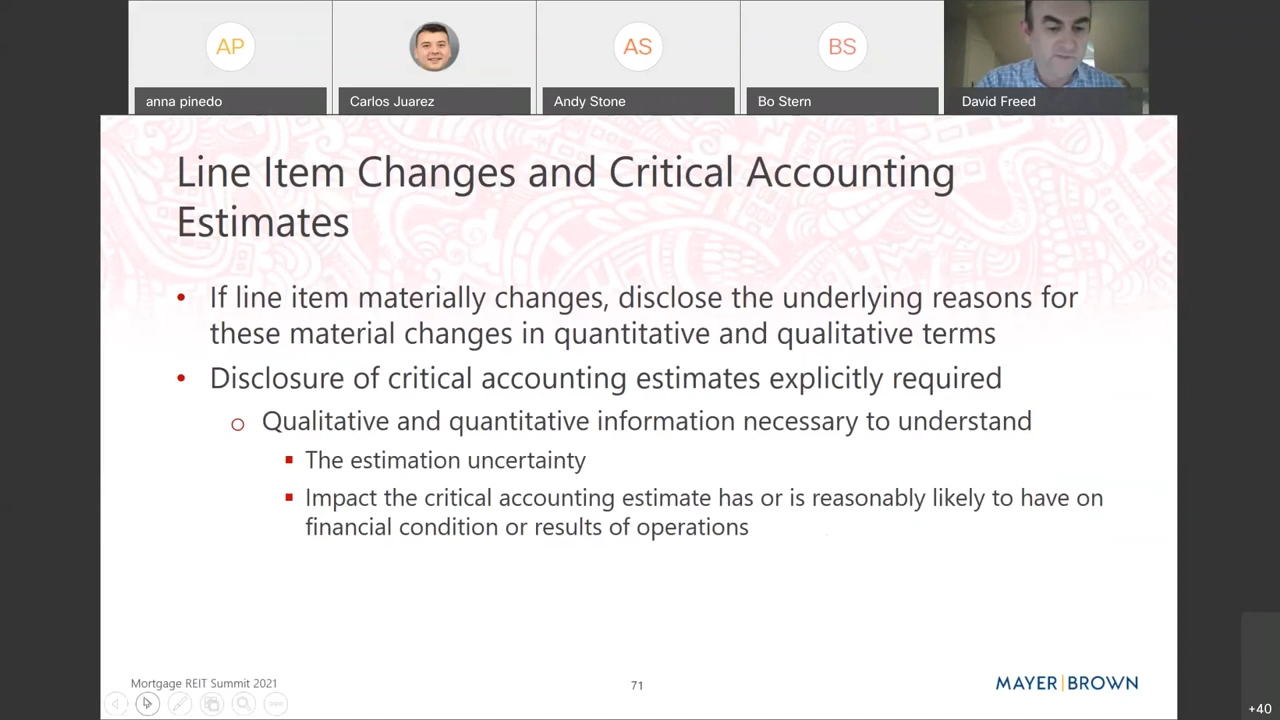 AP
AS
BS
anna pinedo
Carlos Juarez
Andy Stone
Bo Stern
David Freed
Line Item Changes and Critical Accounting
Estimates
• If line item materially changes, disclose the underlying reasons for
these material changes in quantitative and qualitative terms
• Disclosure of critical accounting estimates explicitly required
o Qualitative and quantitative information necessary to understand
▪ The estimation uncertainty
▪ Impact the critical accounting estimate has or is reasonably likely to have on
financial condition or results of operations
Mortgage REIT Summit 2021
71
MAYER|BROWN
+40